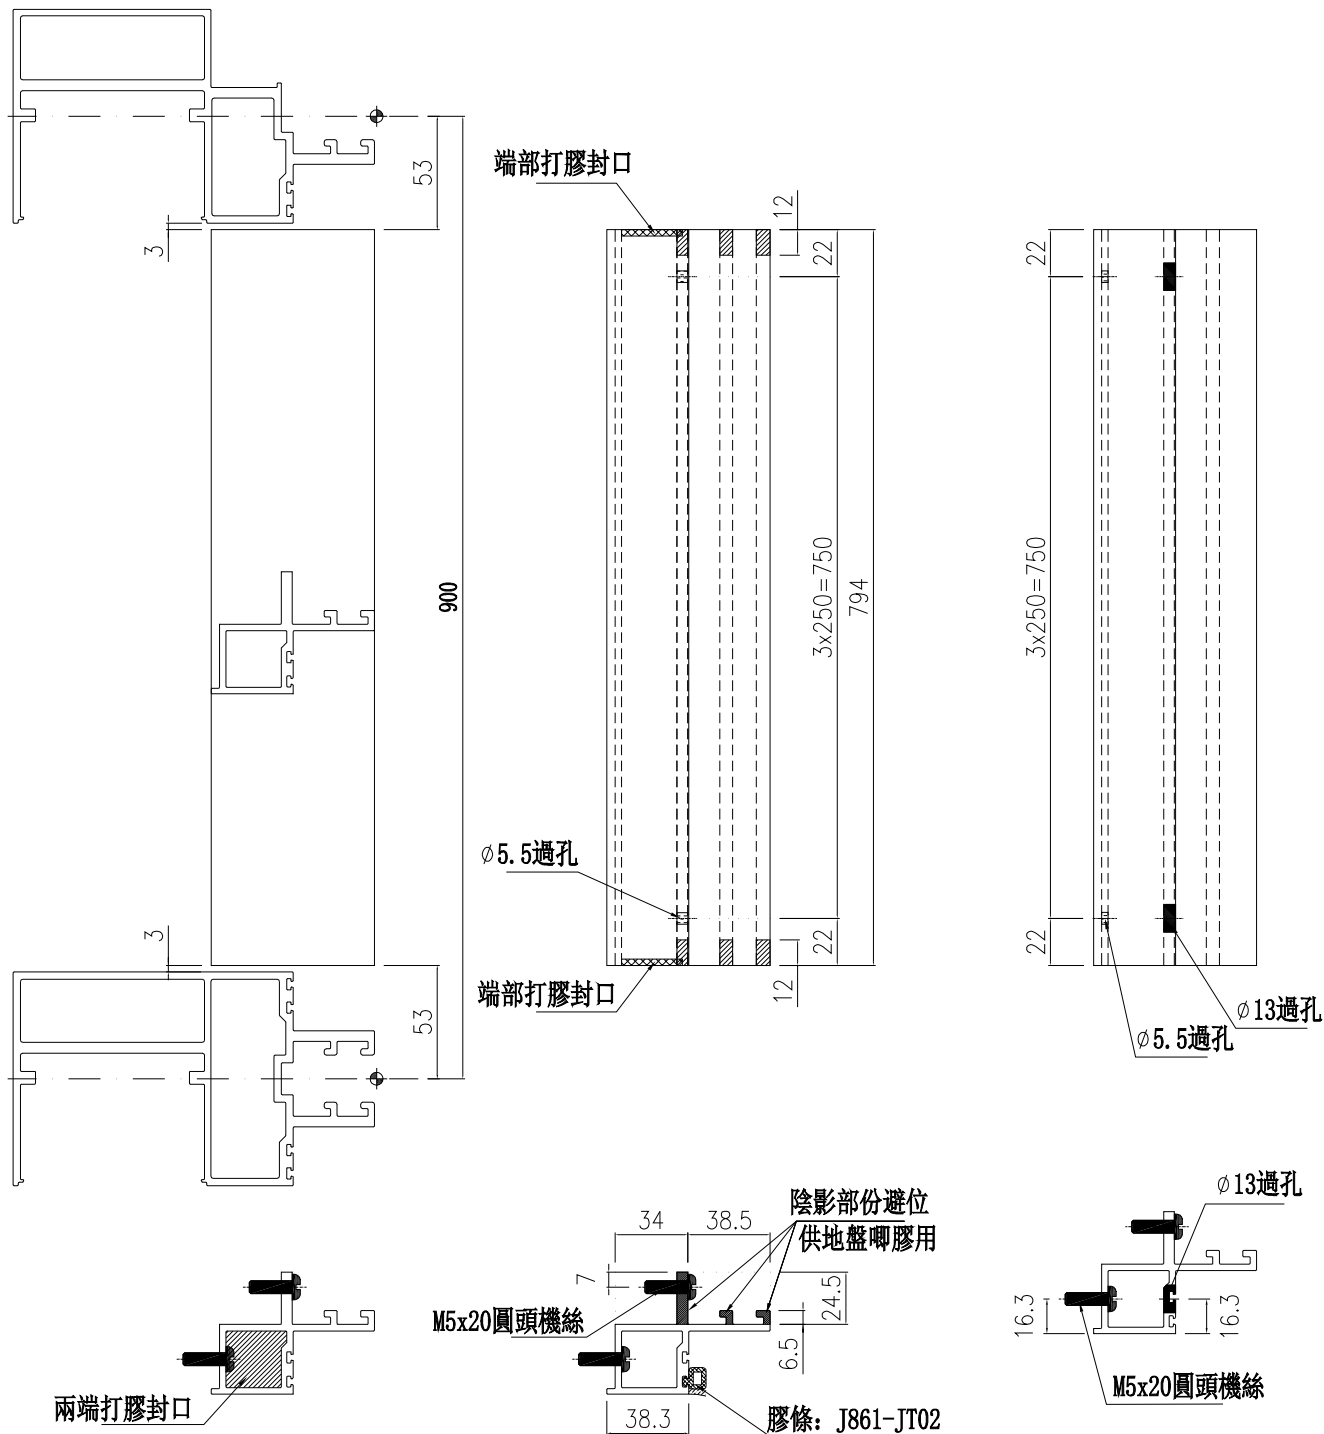 53
3
900
3
53
端部打膠封口
12
22
3x250=750
794
∅5.5過孔
22
12
端部打膠封口
22
3x250=750
22
∅13過孔
∅5.5過孔
兩端打膠封口
陰影部份避位
供地盤唧膠用
34
38.5
7
24.5
6.5
M5x20圓頭機絲
38.3
膠條: J861-JT02
∅13過孔
16.3
16.3
M5x20圓頭機絲